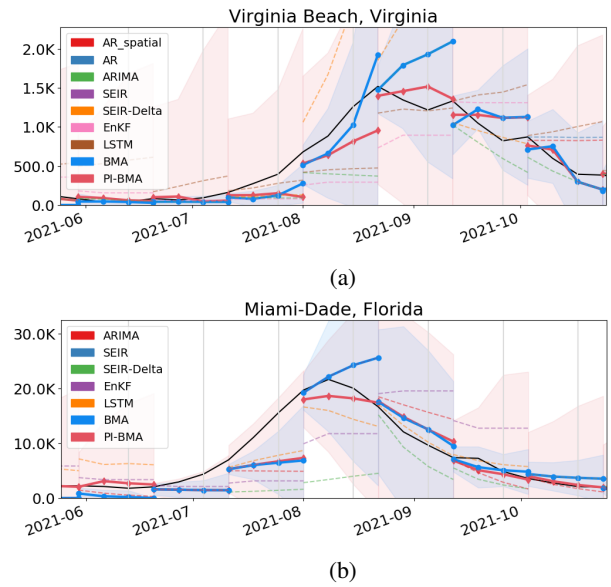 Virginia Beach, Virginia
2.0K
1.5K
1.0K
500.0
0.0
AR_spatial
AR
ARIMA
SEIR
SEIR-Delta
EnKF
LSTM
BMA
PI-BMA
2021-06
2021-07
2021-08
2021-09
2021-10
(a)
Miami-Dade, Florida
30.0K
20.0K
10.0K
0.0
ARIMA
SEIR
SEIR-Delta
EnKF
LSTM
BMA
PI-BMA
2021-06
2021-07
2021-08
2021-09
2021-10
(b)